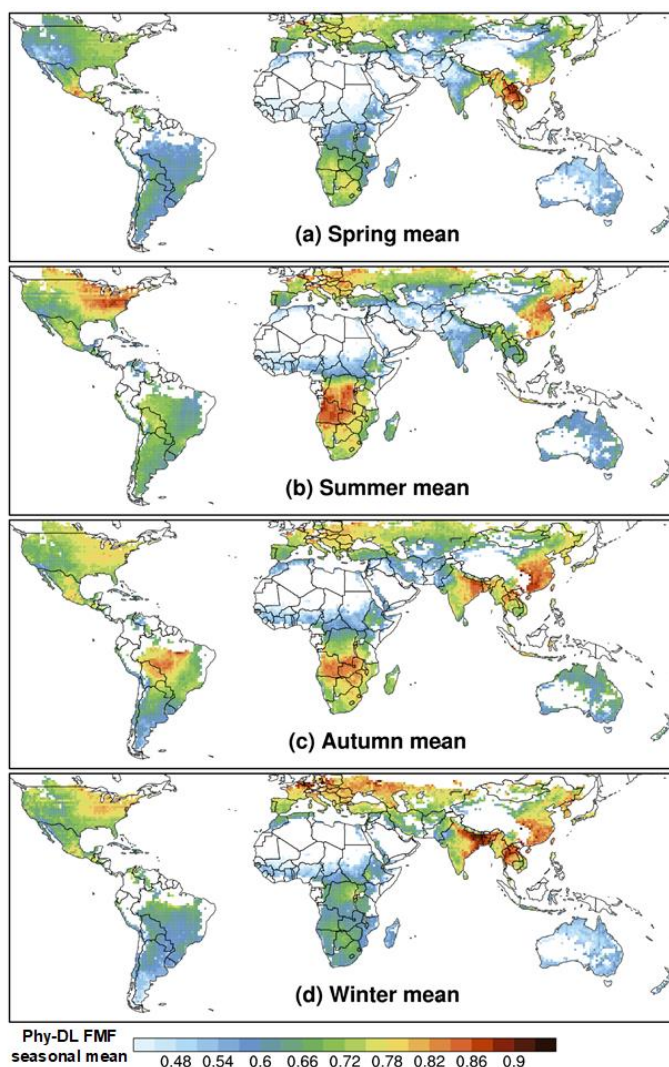 (a) Spring mean
(b) Summer mean
(c) Autumn mean
(d) Winter mean
Phy-DL FMF
seasonal mean
0.48 0.54 0.6 0.66 0.72 0.78 0.82 0.86 0.9